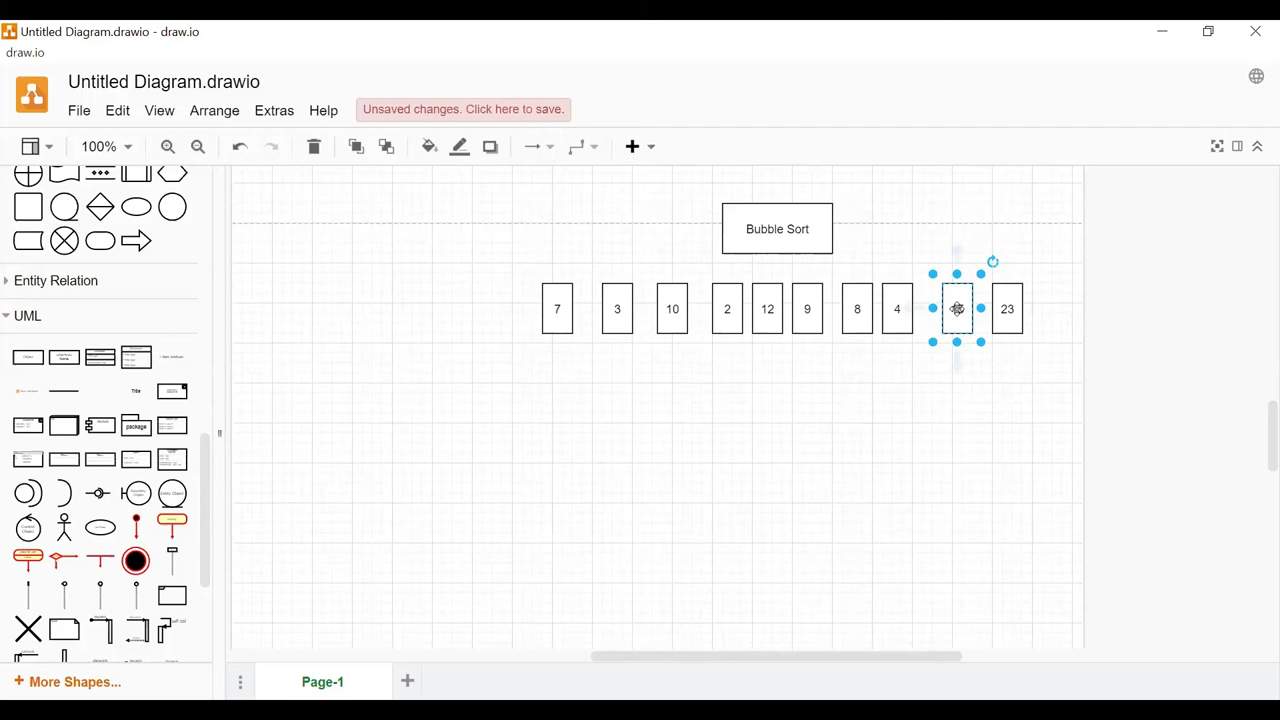 Untitled Diagram.drawio - draw.io
draw.io
Untitled Diagram.drawio
File Edit View Arrange Extras Help Unsaved changes. Click here to save.
100%
Bubble Sort
7 3 10 2 12 9 8 4 23
Entity Relation
UML
Title
package
More Shapes...
Page-1